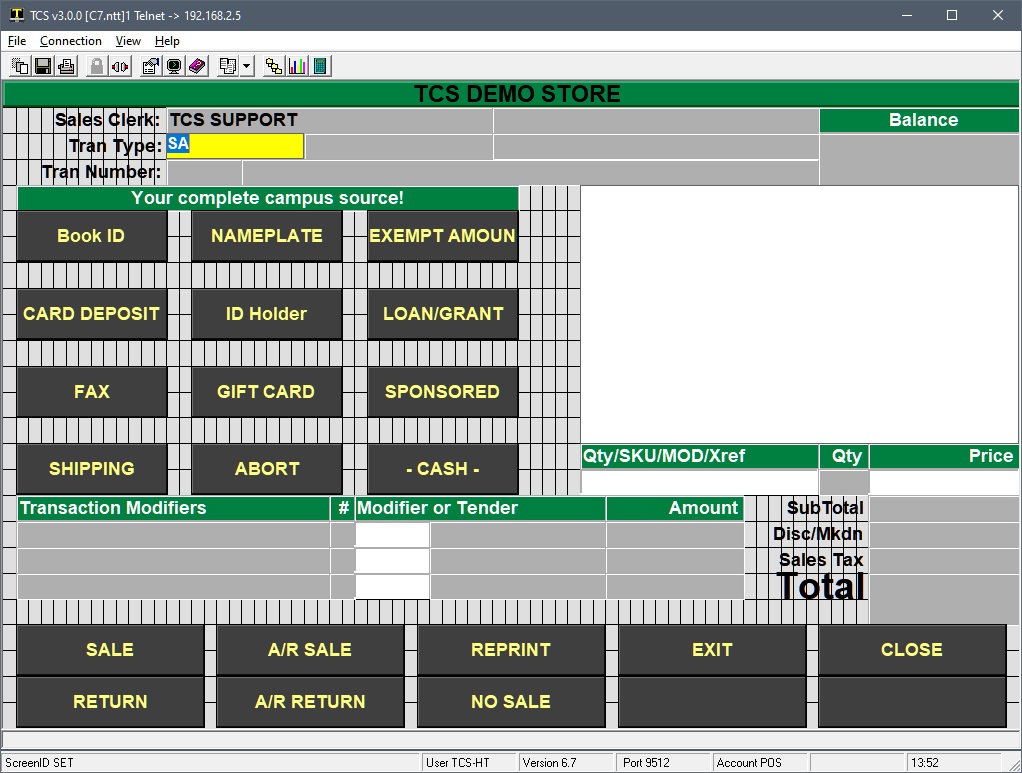 TCS v3.0.0 [C7.ntt]1 Telnet -> 192.168.2.5
File Connection View Help
TCS DEMO STORE
Sales Clerk: TCS SUPPORT
Balance
Tran Type: SA
Tran Number:
Your complete campus source!
Book ID NAMEPLATE EXEMPT AMOUN
CARD DEPOSIT ID Holder LOAN/GRANT
FAX GIFT CARD SPONSORED
SHIPPING ABORT - CASH -
Qty/SKU/MOD/Xref Qty Price
Transaction Modifiers # Modifier or Tender Amount
SubTotal
Disc/Mkdn
Sales Tax
Total
SALE A/R SALE REPRINT EXIT CLOSE
RETURN A/R RETURN NO SALE
ScreenID SET User TCS-HT Version 6.7 Port 9512 Account POS 13:52